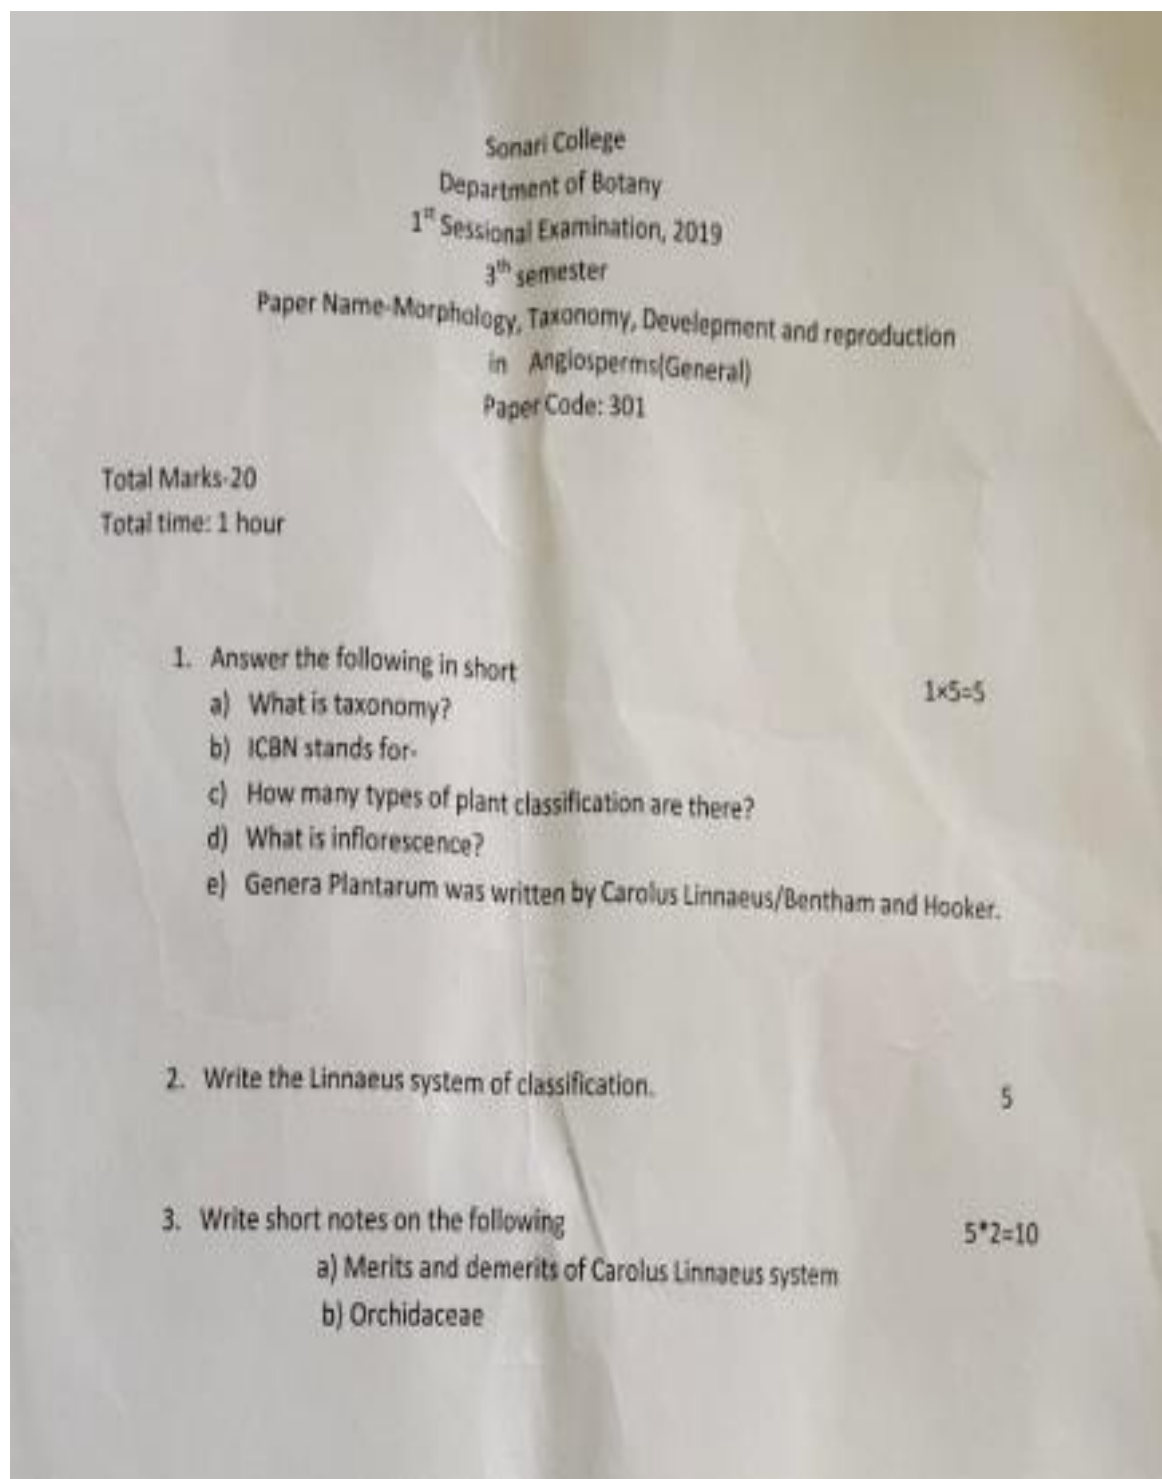 Sonari College
Department of Botany
1st Sessional Examination, 2019
3th semester
Paper Name-Morphology, Taxonomy, Develepment and reproduction
in Angiosperms(General)
Paper Code: 301
Total Marks-20
Total time: 1 hour
1. Answer the following in short 1×5=5
a) What is taxonomy?
b) ICBN stands for-
c) How many types of plant classification are there?
d) What is inflorescence?
e) Genera Plantarum was written by Carolus Linnaeus/Bentham and Hooker.
2. Write the Linnaeus system of classification. 5
3. Write short notes on the following 5*2=10
a) Merits and demerits of Carolus Linnaeus system
b) Orchidaceae